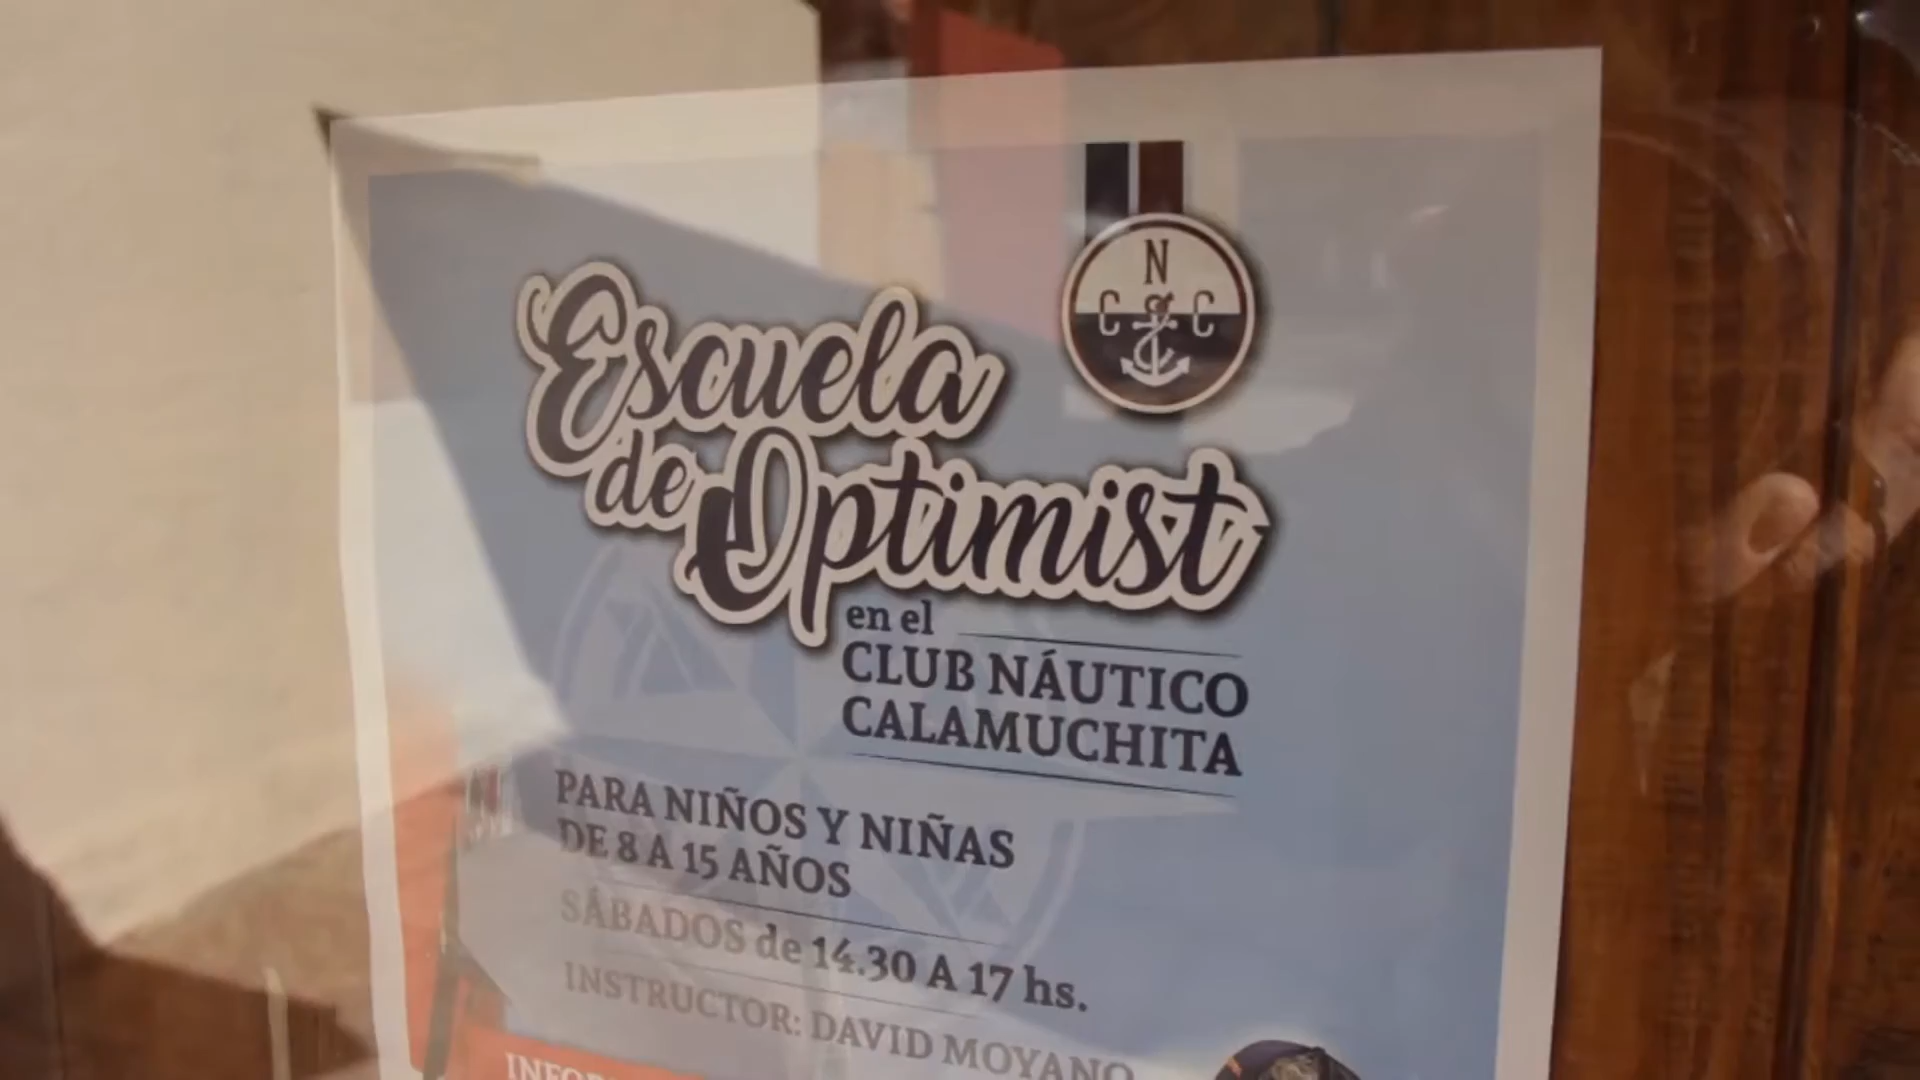 N
C C
Escuela
de Optimist
en el
CLUB NÁUTICO
CALAMUCHITA
PARA NIÑOS Y NIÑAS
DE 8 A 15 AÑOS
SÁBADOS de 14.30 A 17 hs.
INSTRUCTOR: DAVID MOYANO